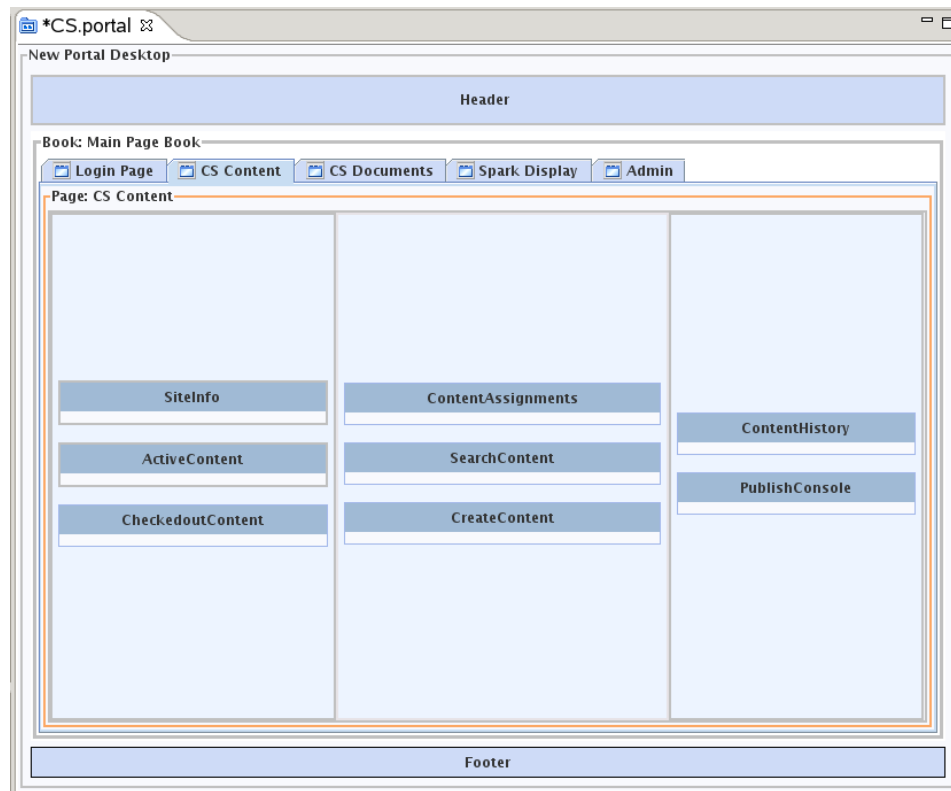 *CS.portal
New Portal Desktop
Header
Book: Main Page Book
Login Page CS Content CS Documents Spark Display Admin
Page: CS Content
SiteInfo
ActiveContent
CheckedoutContent
ContentAssignments
SearchContent
CreateContent
ContentHistory
PublishConsole
Footer